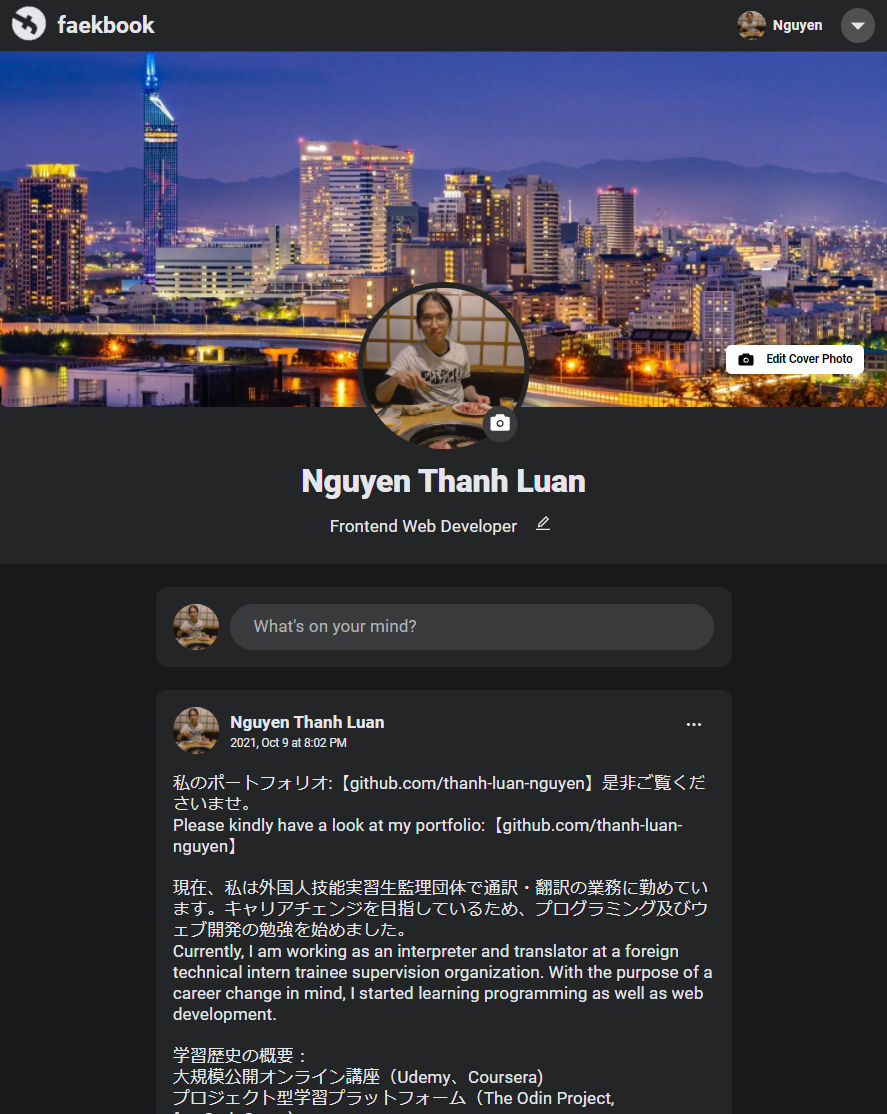 faekbook
Nguyen
Edit Cover Photo
Nguyen Thanh Luan
Frontend Web Developer
What's on your mind?
Nguyen Thanh Luan
2021, Oct 9 at 8:02 PM
私のポートフォリオ:【github.com/thanh-luan-nguyen】是非ご覧くだ
さいませ。
Please kindly have a look at my portfolio:【github.com/thanh-luan-
nguyen】
現在、私は外国人技能実習生監理団体で通訳・翻訳の業務に勤めてい
ます。キャリアチェンジを目指しているため、プログラミング及びウ
ェブ開発の勉強を始めました。
Currently, I am working as an interpreter and translator at a foreign
technical intern trainee supervision organization. With the purpose of a
career change in mind, I started learning programming as well as web
development.
学習歴史の概要：
大規模公開オンライン講座（Udemy、Coursera)
プロジェクト型学習プラットフォーム（The Odin Project,